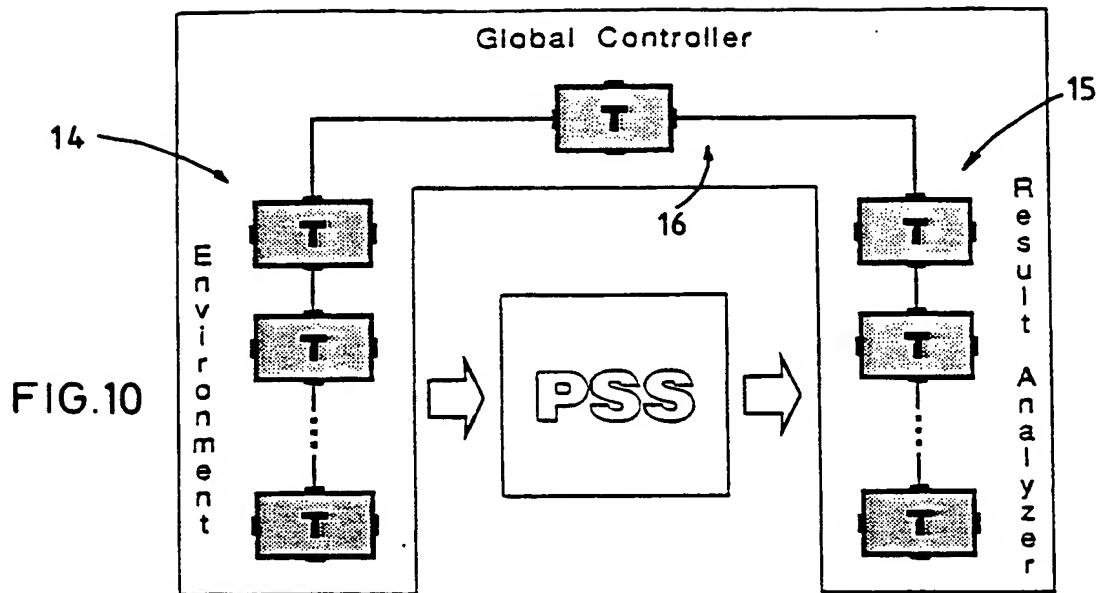 Global Controller
T
14
15
16
T
T
T
Environment
T
T
T
Result Analyzer
PSS
FIG.10